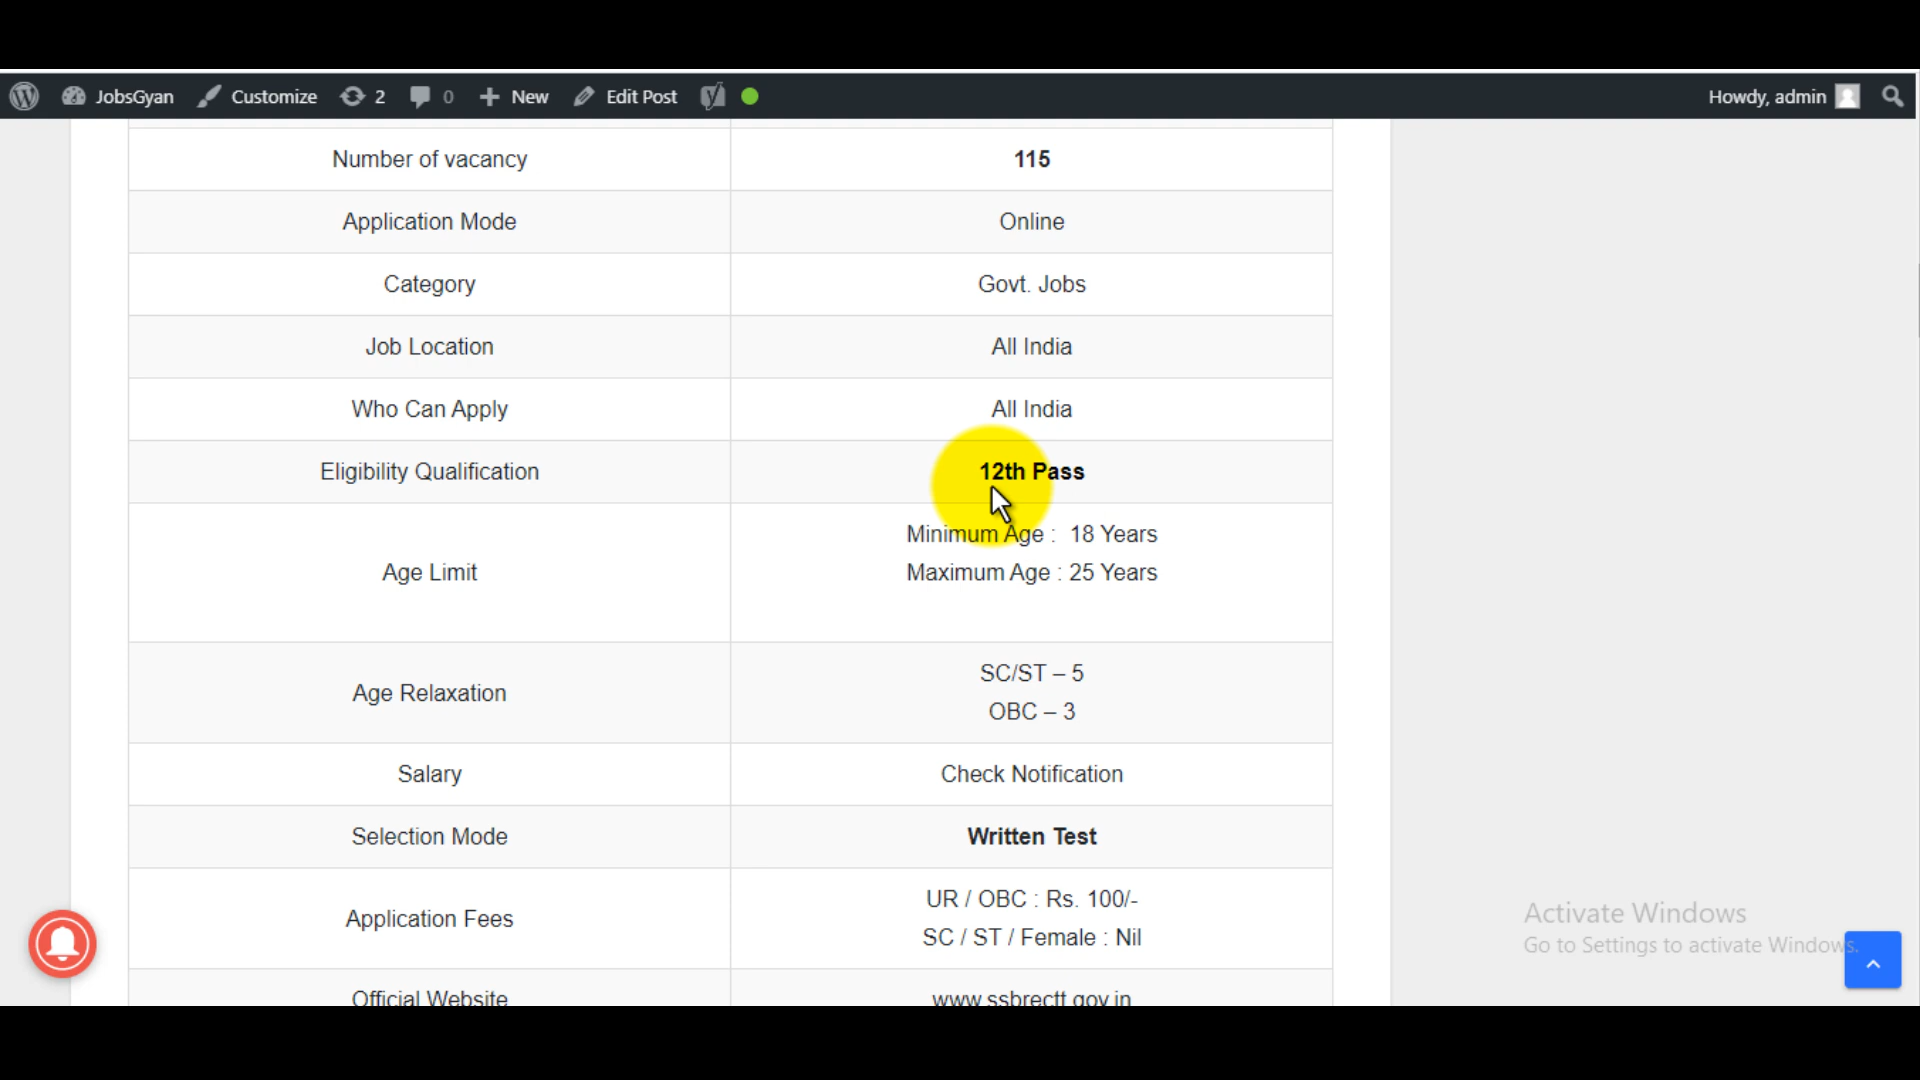 JobsGyan Customize 2 0 New Edit Post Howdy, admin
Number of vacancy 115
Application Mode Online
Category Govt. Jobs
Job Location All India
Who Can Apply All India
Eligibility Qualification 12th Pass
Age Limit
Minimum Age : 18 Years
Maximum Age : 25 Years
Age Relaxation
SC/ST – 5
OBC – 3
Salary Check Notification
Selection Mode Written Test
Application Fees
UR / OBC : Rs. 100/-
SC / ST / Female : Nil
Official Website www.ssbrectt.gov.in
Activate Windows
Go to Settings to activate Windows.